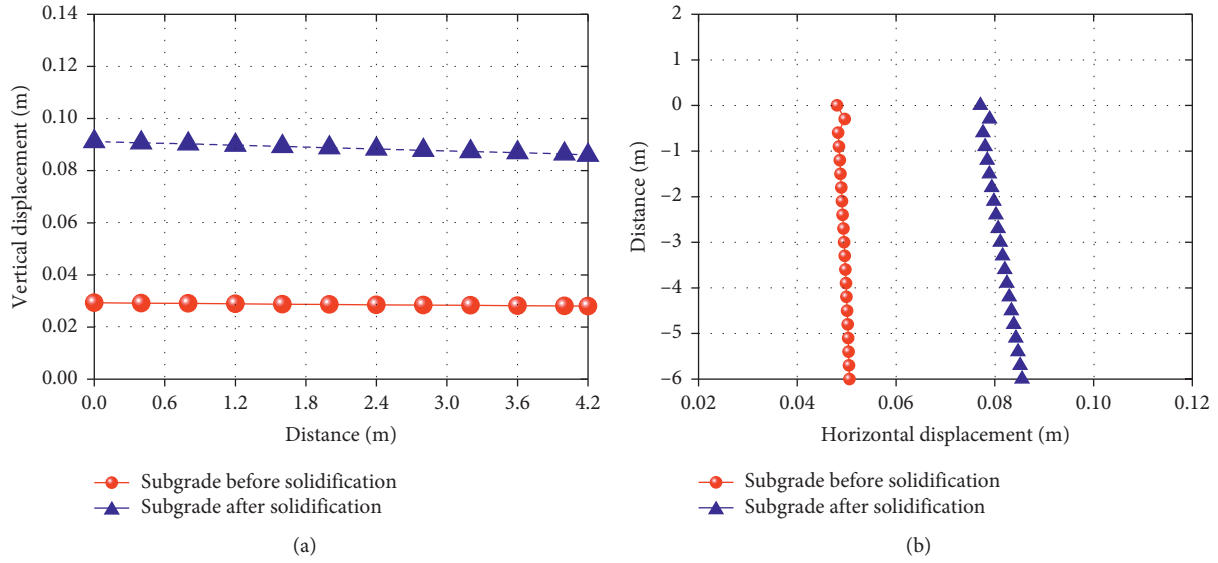 0.14
0.12
0.10
0.08
0.06
0.04
0.02
0.00
Vertical displacement (m)
0.0 0.6 1.2 1.8 2.4 3.0 3.6 4.2
Distance (m)
Subgrade before solidification
Subgrade after solidification
(a)
2
1
0
−1
−2
−3
−4
−5
−6
Distance (m)
0.02 0.04 0.06 0.08 0.10 0.12
Horizontal displacement (m)
Subgrade before solidification
Subgrade after solidification
(b)